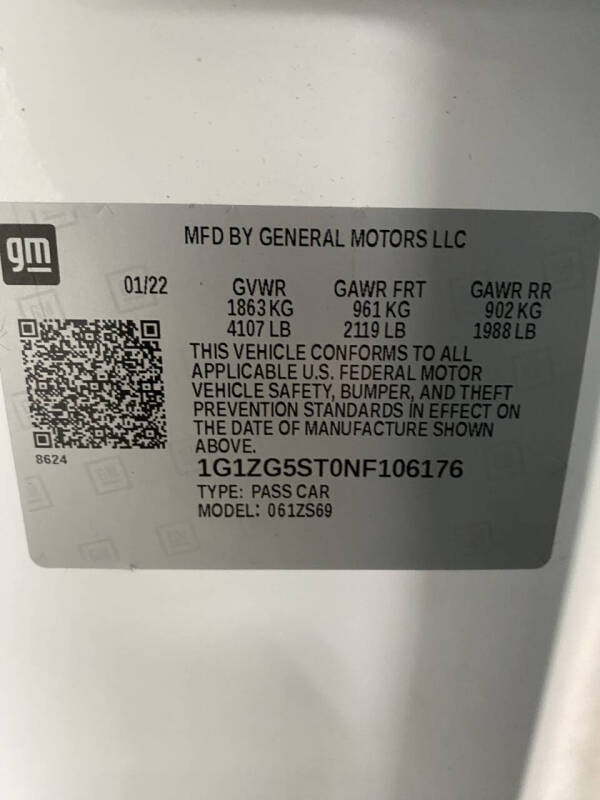 gm
MFD BY GENERAL MOTORS LLC
01/22 GVWR GAWR FRT GAWR RR
1863 KG 961 KG 902 KG
4107 LB 2119 LB 1988 LB
THIS VEHICLE CONFORMS TO ALL
APPLICABLE U.S. FEDERAL MOTOR
VEHICLE SAFETY, BUMPER, AND THEFT
PREVENTION STANDARDS IN EFFECT ON
THE DATE OF MANUFACTURE SHOWN
ABOVE.
8624
1G1ZG5ST0NF106176
TYPE: PASS CAR
MODEL: 061ZS69